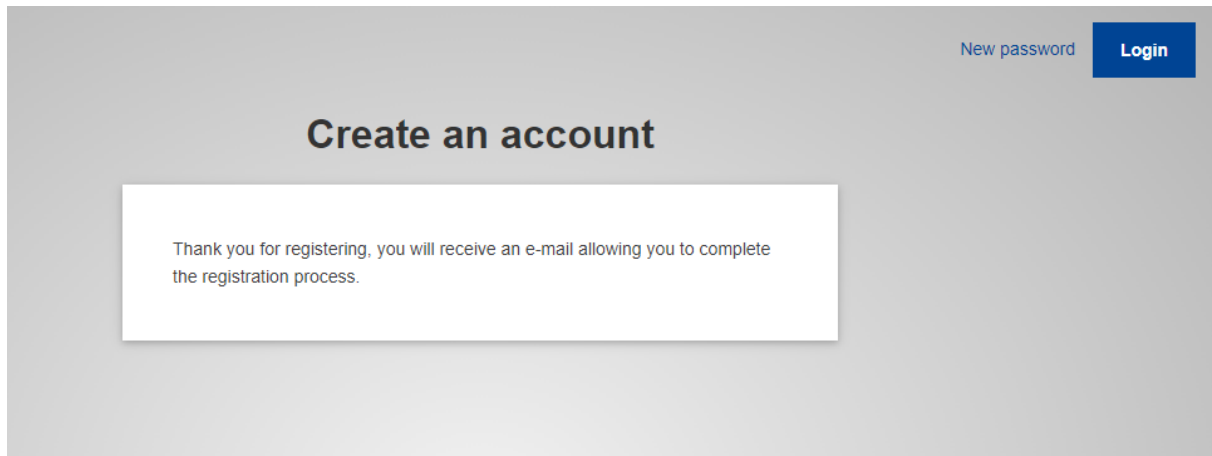 New password
Login
Create an account
Thank you for registering, you will receive an e-mail allowing you to complete
the registration process.